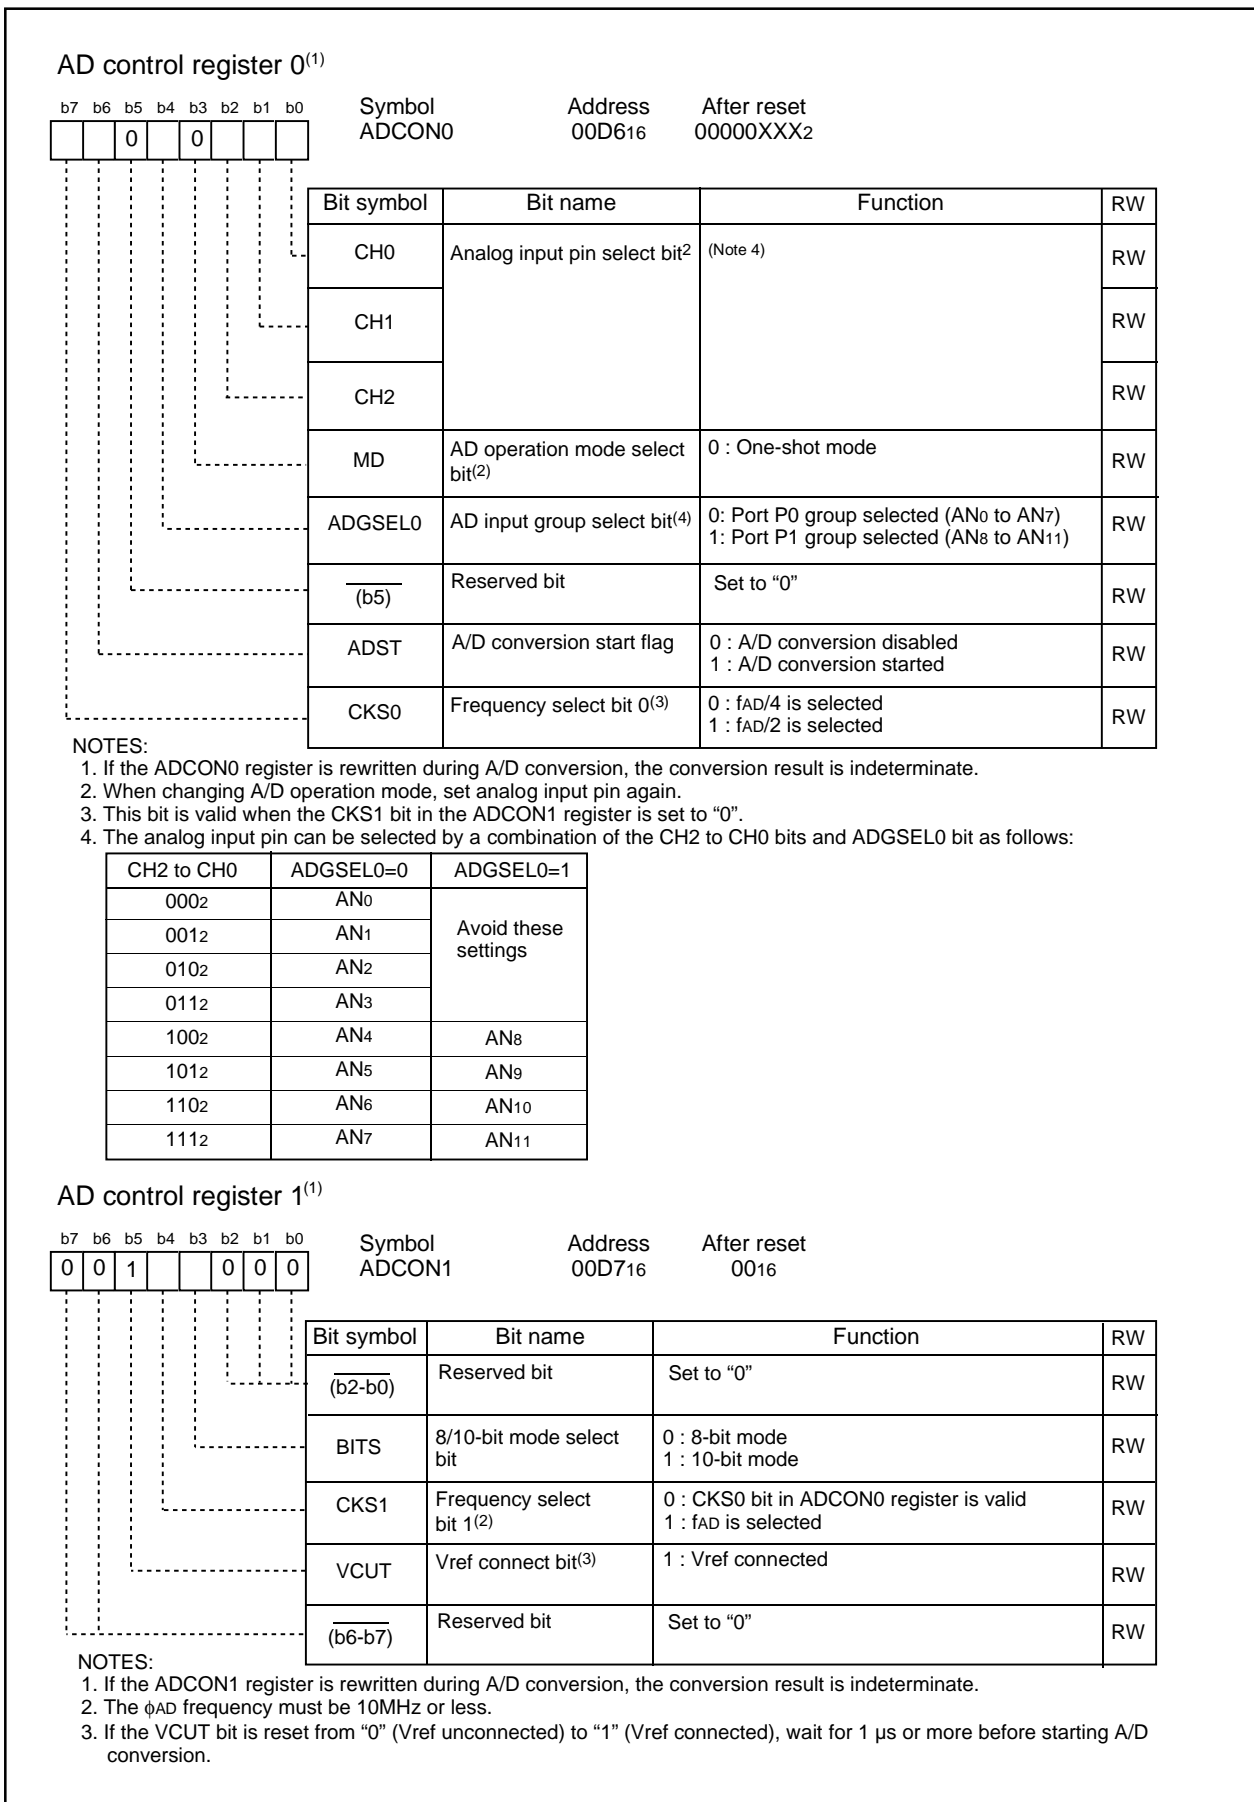 AD control register 0(1)
b7 b6 b5 b4 b3 b2 b1 b0
Symbol Address After reset
0 0
ADCON0 00D616 00000XXX2
Bit symbol Bit name Function RW
CH0 Analog input pin select bit2 (Note 4) RW
CH1 RW
CH2 RW
MD AD operation mode select bit(2) 0 : One-shot mode RW
ADGSEL0 AD input group select bit(4) 0: Port P0 group selected (AN0 to AN7)
1: Port P1 group selected (AN8 to AN11) RW
(b5) Reserved bit Set to “0” RW
ADST A/D conversion start flag 0 : A/D conversion disabled
1 : A/D conversion started RW
CKS0 Frequency select bit 0(3) 0 : fAD/4 is selected
1 : fAD/2 is selected RW
NOTES:
1. If the ADCON0 register is rewritten during A/D conversion, the conversion result is indeterminate.
2. When changing A/D operation mode, set analog input pin again.
3. This bit is valid when the CKS1 bit in the ADCON1 register is set to “0”.
4. The analog input pin can be selected by a combination of the CH2 to CH0 bits and ADGSEL0 bit as follows:
CH2 to CH0 ADGSEL0=0 ADGSEL0=1
0002 AN0
0012 AN1 Avoid these
settings
0102 AN2
0112 AN3
1002 AN4 AN8
1012 AN5 AN9
1102 AN6 AN10
1112 AN7 AN11
AD control register 1(1)
b7 b6 b5 b4 b3 b2 b1 b0
Symbol Address After reset
0 0 1 0 0 0
ADCON1 00D716 0016
Bit symbol Bit name Function RW
(b2-b0) Reserved bit Set to “0” RW
BITS 8/10-bit mode select
bit 0 : 8-bit mode
1 : 10-bit mode RW
CKS1 Frequency select
bit 1(2) 0 : CKS0 bit in ADCON0 register is valid
1 : fAD is selected RW
VCUT Vref connect bit(3) 1 : Vref connected RW
(b6-b7) Reserved bit Set to “0” RW
NOTES:
1. If the ADCON1 register is rewritten during A/D conversion, the conversion result is indeterminate.
2. The ϕAD frequency must be 10MHz or less.
3. If the VCUT bit is reset from “0” (Vref unconnected) to “1” (Vref connected), wait for 1 µs or more before starting A/D
conversion.